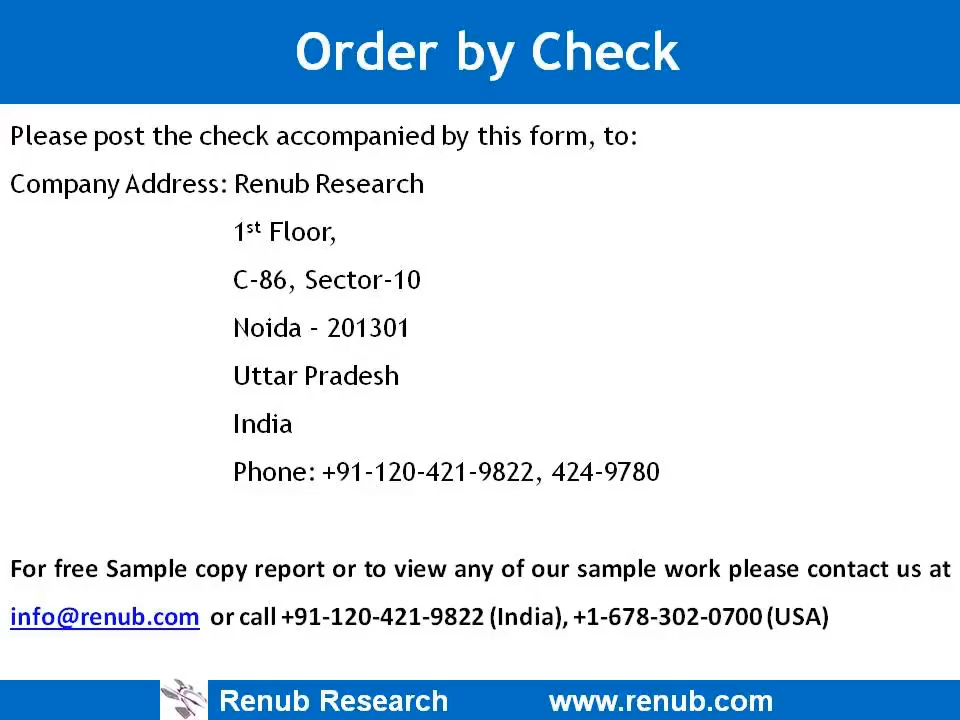 Order by Check
Please post the check accompanied by this form, to:
Company Address: Renub Research
1st Floor,
C-86, Sector-10
Noida - 201301
Uttar Pradesh
India
Phone: +91-120-421-9822, 424-9780
For free Sample copy report or to view any of our sample work please contact us at
info@renub.com or call +91-120-421-9822 (India), +1-678-302-0700 (USA)
Renub Research www.renub.com